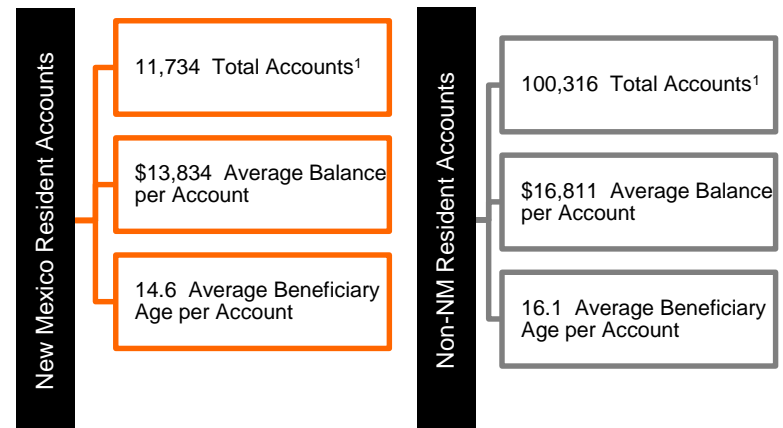 New Mexico Resident Accounts
11,734 Total Accounts¹
$13,834 Average Balance
per Account
14.6 Average Beneficiary
Age per Account
Non-NM Resident Accounts
100,316 Total Accounts¹
$16,811 Average Balance
per Account
16.1 Average Beneficiary
Age per Account